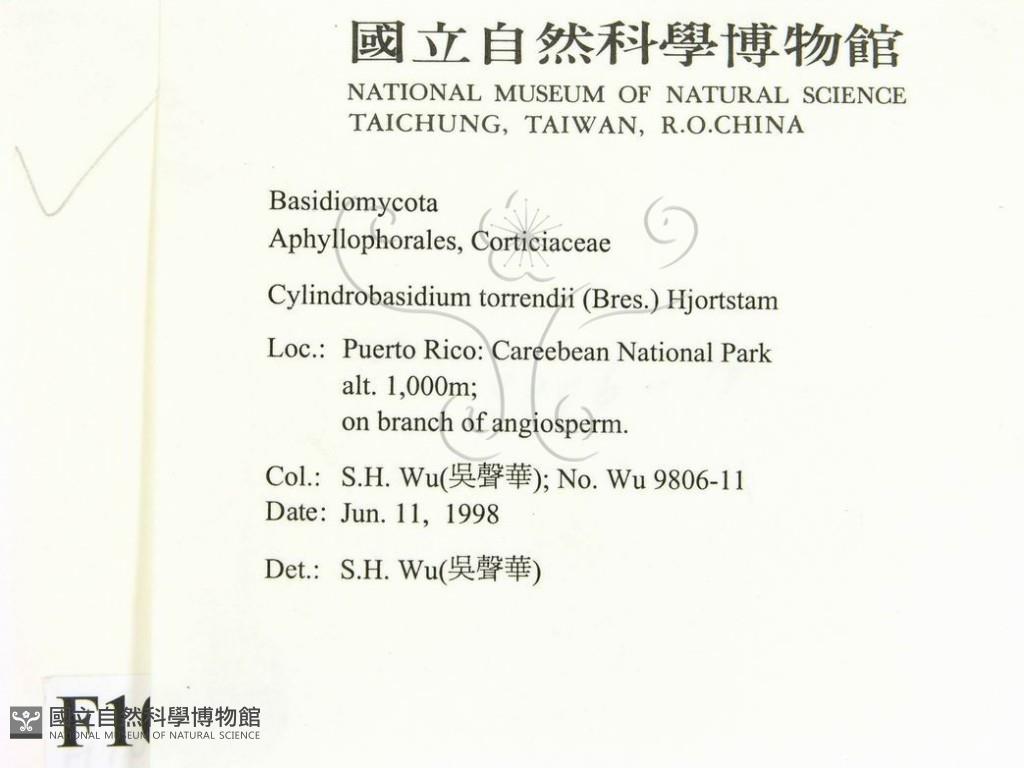 國立自然科學博物館
NATIONAL MUSEUM OF NATURAL SCIENCE
TAICHUNG, TAIWAN, R.O.CHINA
Basidiomycota
Aphyllophorales, Corticiaceae
Cylindrobasidium torrendii (Bres.) Hjortstam
Loc.: Puerto Rico: Careebean National Park
alt. 1,000m;
on branch of angiosperm.
Col.: S.H. Wu(吳聲華); No. Wu 9806-11
Date: Jun. 11, 1998
Det.: S.H. Wu(吳聲華)
F1
國立自然科學博物館
NATIONAL MUSEUM OF NATURAL SCIENCE